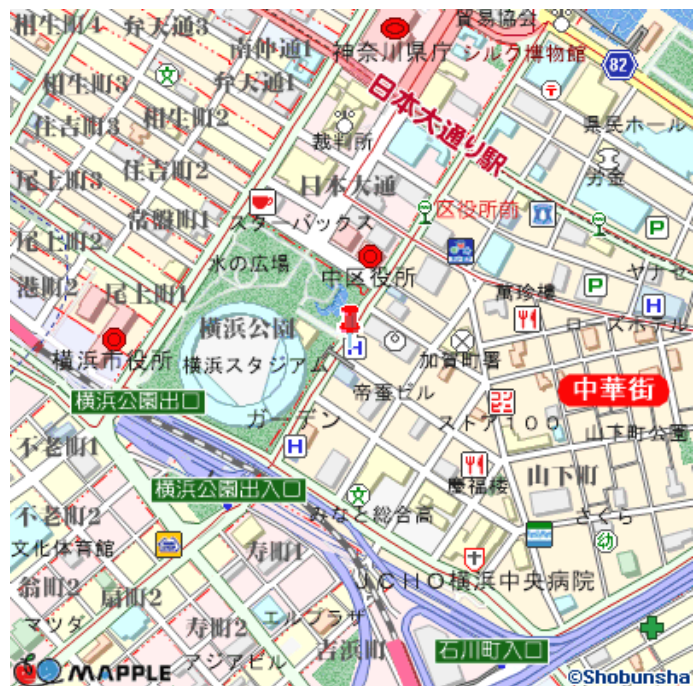 相生町4
弁天通3
貿易協会
南仲通1
神奈川県庁
シルク博物館
82
相生町3
弁天通1
日本大通り駅
住吉町3
相生町2
裁判所
県民ホール
尾上町3
住吉町2
日本大通
労金
常盤町1
スターバックス
区役所前
尾上町2
水の広場
中区役所
P
ヤナセ
港町2
尾上町1
萬珍樓
P
H
横浜公園
ローズホテル
横浜市役所
横浜スタジアム
H
加賀町署
中華街
横浜公園出口
帝蚕ビル
コンビニ
ガーデン
ストア100
山下町公園
不老町1
H
横浜公園出入口
慶福楼
山下町
不老町2
みなと総合高
さくら
文化体育館
寿町1
幼
翁町2
扇町2
JCHO横浜中央病院
マツダ
寿町2
エルプラザ
アジアビル
吉浜町
石川町入口
MAPPLE
©Shobunsha